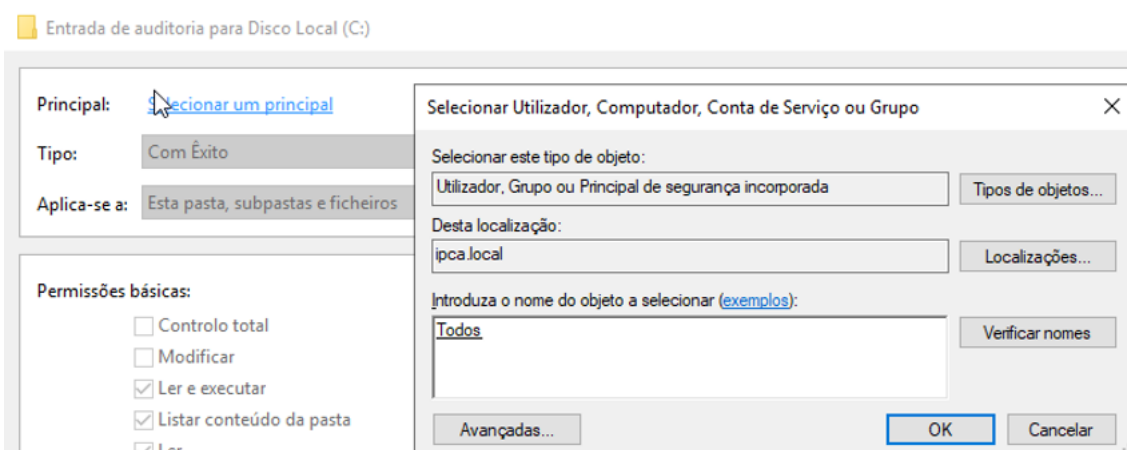 Entrada de auditoria para Disco Local (C:)
Principal:
Selecionar um principal
Tipo:
Com Êxito
Aplica-se a:
Esta pasta, subpastas e ficheiros
Permissões básicas:
Controlo total
Modificar
Ler e executar
Listar conteúdo da pasta
Ler
Selecionar Utilizador, Computador, Conta de Serviço ou Grupo
Selecionar este tipo de objeto:
Utilizador, Grupo ou Principal de segurança incorporada
Tipos de objetos...
Desta localização:
ipca.local
Localizações...
Introduza o nome do objeto a selecionar (exemplos):
Todos
Verificar nomes
Avançadas...
OK
Cancelar